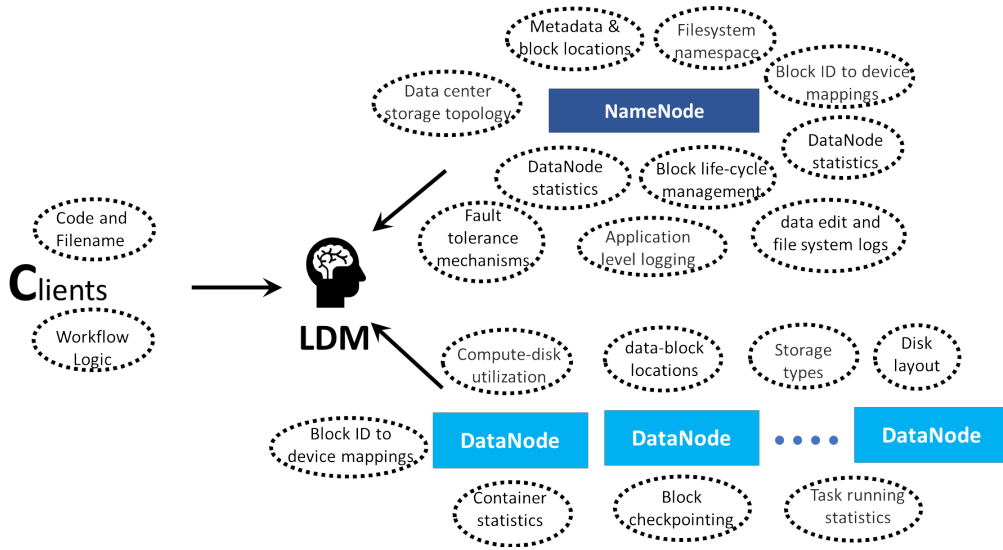 Metadata &
block locations
Filesystem
namespace
Block ID to device
mappings
Data center
storage topology
NameNode
DataNode
statistics
DataNode
statistics
Block life-cycle
management
Fault
tolerance
mechanisms
Application
level logging
data edit and
file system logs
Code and
Filename
Clients
Workflow
Logic
LDM
Compute-disk
utilization
data-block
locations
Storage
types
Disk
layout
Block ID to
device mappings
DataNode
DataNode
DataNode
Container
statistics
Block
checkpointing
Task running
statistics